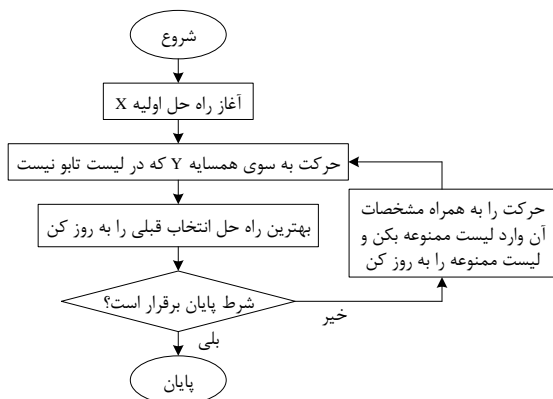 شروع
آغاز راه حل اولیه X
حرکت به سوی همسایه Y که در لیست تابو نیست
بهترین راه حل انتخاب قبلی را به روز کن
شرط پایان برقرار است؟
خیر
حرکت را به همراه مشخصات
آن وارد لیست ممنوعه بکن و
لیست ممنوعه را به روز کن
بلی
پایان